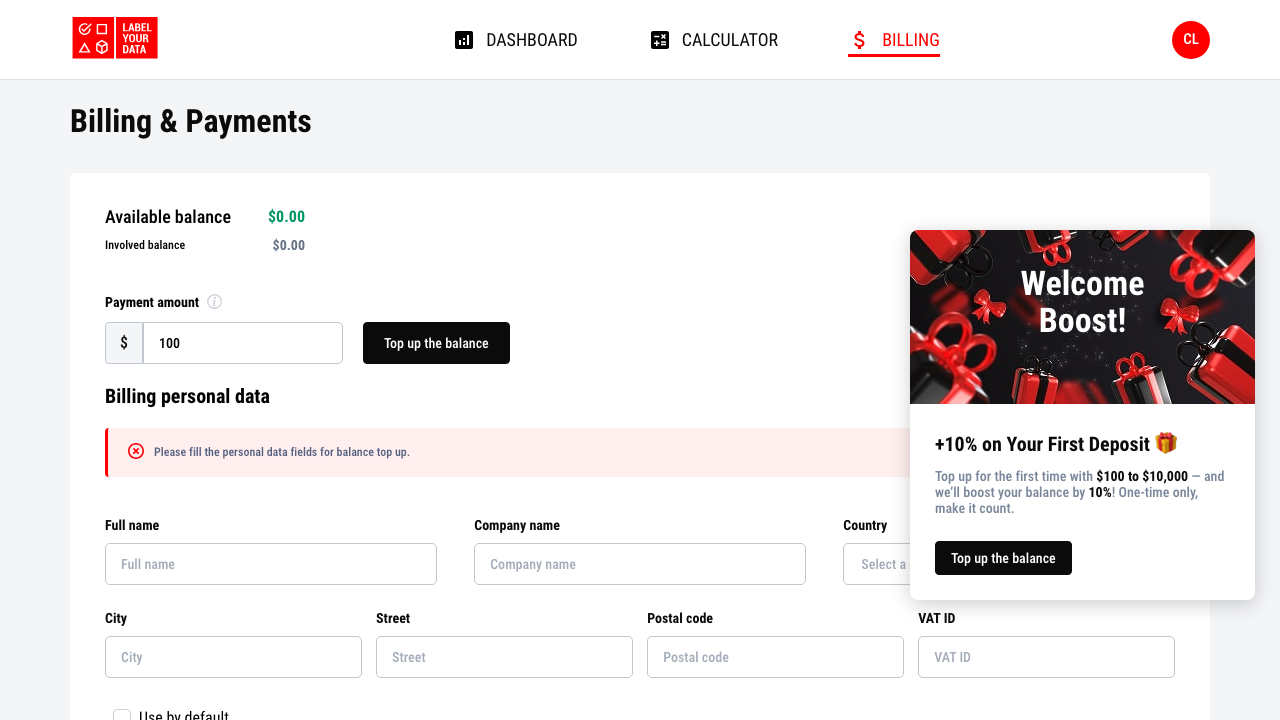 LABEL
YOUR
DATA
DASHBOARD
CALCULATOR
$ BILLING
CL
Billing & Payments
Available balance $0.00
Involved balance $0.00
Payment amount
$ 100 Top up the balance
Billing personal data
Please fill the personal data fields for balance top up.
Full name Company name Country
Full name Company name Select a
City Street Postal code VAT ID
City Street Postal code VAT ID
Use by default
Welcome
Boost!
+10% on Your First Deposit 🎁
Top up for the first time with $100 to $10,000 — and
we'll boost your balance by 10%! One-time only,
make it count.
Top up the balance